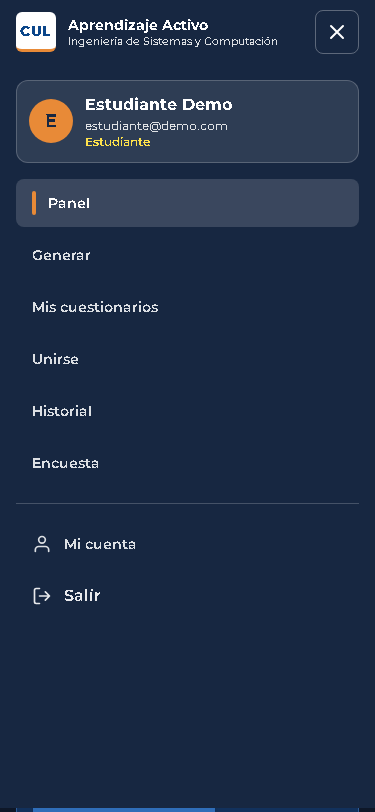 CUL
Aprendizaje Activo
Ingeniería de Sistemas y Computación
E
Estudiante Demo
estudiante@demo.com
Estudiante
Panel
Generar
Mis cuestionarios
Unirse
Historial
Encuesta
Mi cuenta
Salir